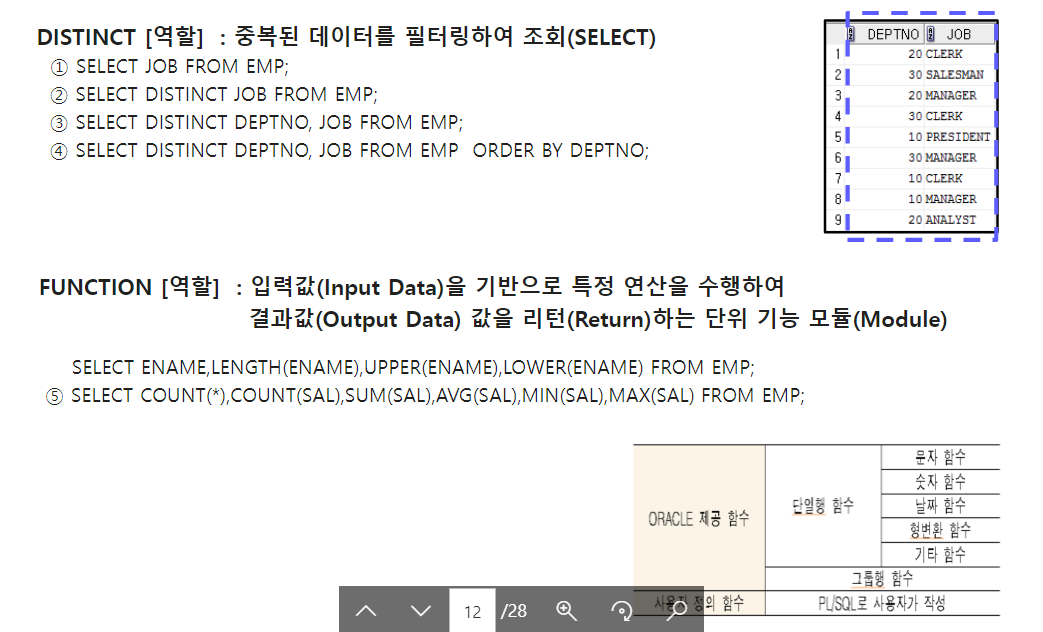 DISTINCT [역할] : 중복된 데이터를 필터링하여 조회(SELECT)
① SELECT JOB FROM EMP;
② SELECT DISTINCT JOB FROM EMP;
③ SELECT DISTINCT DEPTNO, JOB FROM EMP;
④ SELECT DISTINCT DEPTNO, JOB FROM EMP ORDER BY DEPTNO;
DEPTNO JOB
1 20 CLERK
2 30 SALESMAN
3 20 MANAGER
4 30 CLERK
5 10 PRESIDENT
6 30 MANAGER
7 10 CLERK
8 10 MANAGER
9 20 ANALYST
FUNCTION [역할] : 입력값(Input Data)을 기반으로 특정 연산을 수행하여
결과값(Output Data) 값을 리턴(Return)하는 단위 기능 모듈(Module)
SELECT ENAME,LENGTH(ENAME),UPPER(ENAME),LOWER(ENAME) FROM EMP;
⑤ SELECT COUNT(*),COUNT(SAL),SUM(SAL),AVG(SAL),MIN(SAL),MAX(SAL) FROM EMP;
ORACLE 제공 함수
단일행 함수
문자 함수
숫자 함수
날짜 함수
형변환 함수
기타 함수
그룹행 함수
사용자 정의 함수 PL/SQL로 사용자가 작성
12 /28